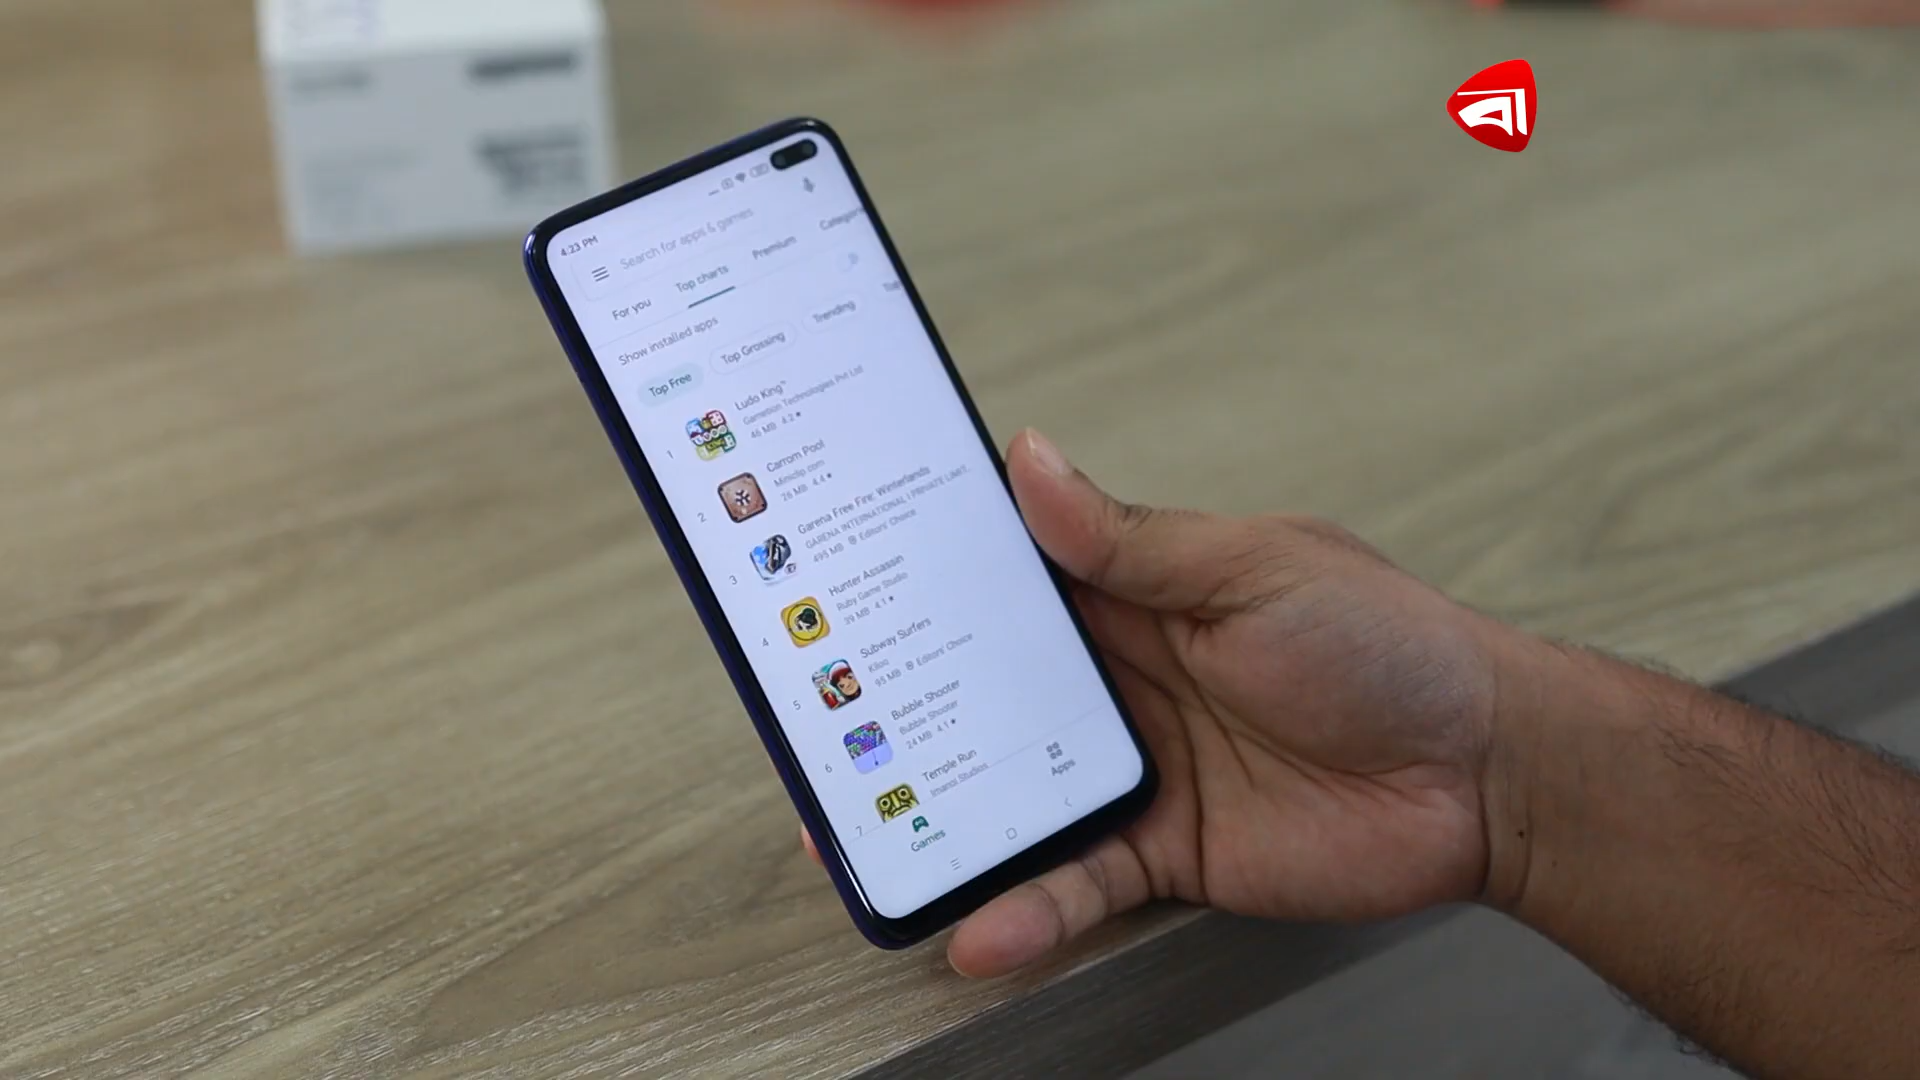 বা
4:23 PM
Search for apps & games
For you
Top charts
Premium
Show installed apps
Top Free
Top Grossing
Trending
1
Ludo King™
Gametion Technologies Pvt Ltd
46 MB 4.2★
2
Carrom Pool
Miniclip.com
26 MB 4.4★
3
Garena Free Fire: Winterlands
GARENA INTERNATIONAL I PRIVATE LIMIT...
495 MB Editors' Choice
4
Hunter Assassin
Ruby Game Studio
39 MB 4.1★
5
Subway Surfers
Kiloo
95 MB Editors' Choice
6
Bubble Shooter
Bubble Shooter
24 MB 4.1★
7
Temple Run
Imangi Studios
Games
Apps